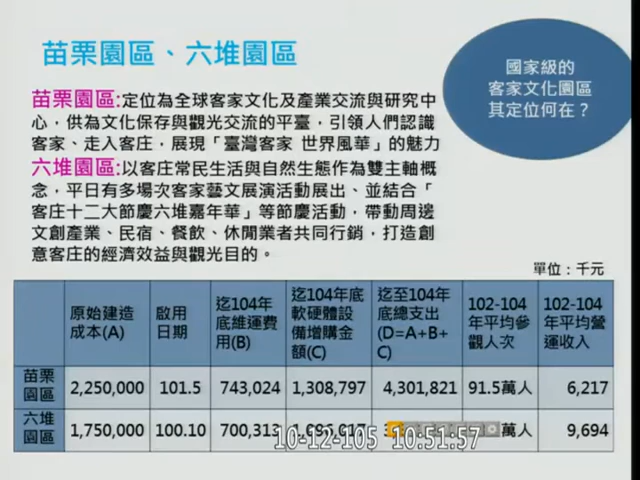 苗栗園區、六堆園區
國家級的
客家文化園區
其定位何在？
苗栗園區:定位為全球客家文化及產業交流與研究中
心，供為文化保存與觀光交流的平臺，引領人們認識
客家、走入客庄，展現「臺灣客家 世界風華」的魅力
六堆園區:以客庄常民生活與自然生態作為雙主軸概
念，平日有多場次客家藝文展演活動展出、並結合「
客庄十二大節慶六堆嘉年華」等節慶活動，帶動周邊
文創產業、民宿、餐飲、休閒業者共同行銷，打造創
意客庄的經濟效益與觀光目的。
單位：千元
原始建造成本(A) 啟用日期 迄104年底維運費用(B) 迄104年底軟硬體設備增購金額(C) 迄至104年底總支出(D=A+B+C) 102-104年平均參觀人次 102-104年平均營運收入
苗栗園區 2,250,000 101.5 743,024 1,308,797 4,301,821 91.5萬人 6,217
六堆園區 1,750,000 100.10 700,313 萬人 9,694
10-12-105 10:51:57